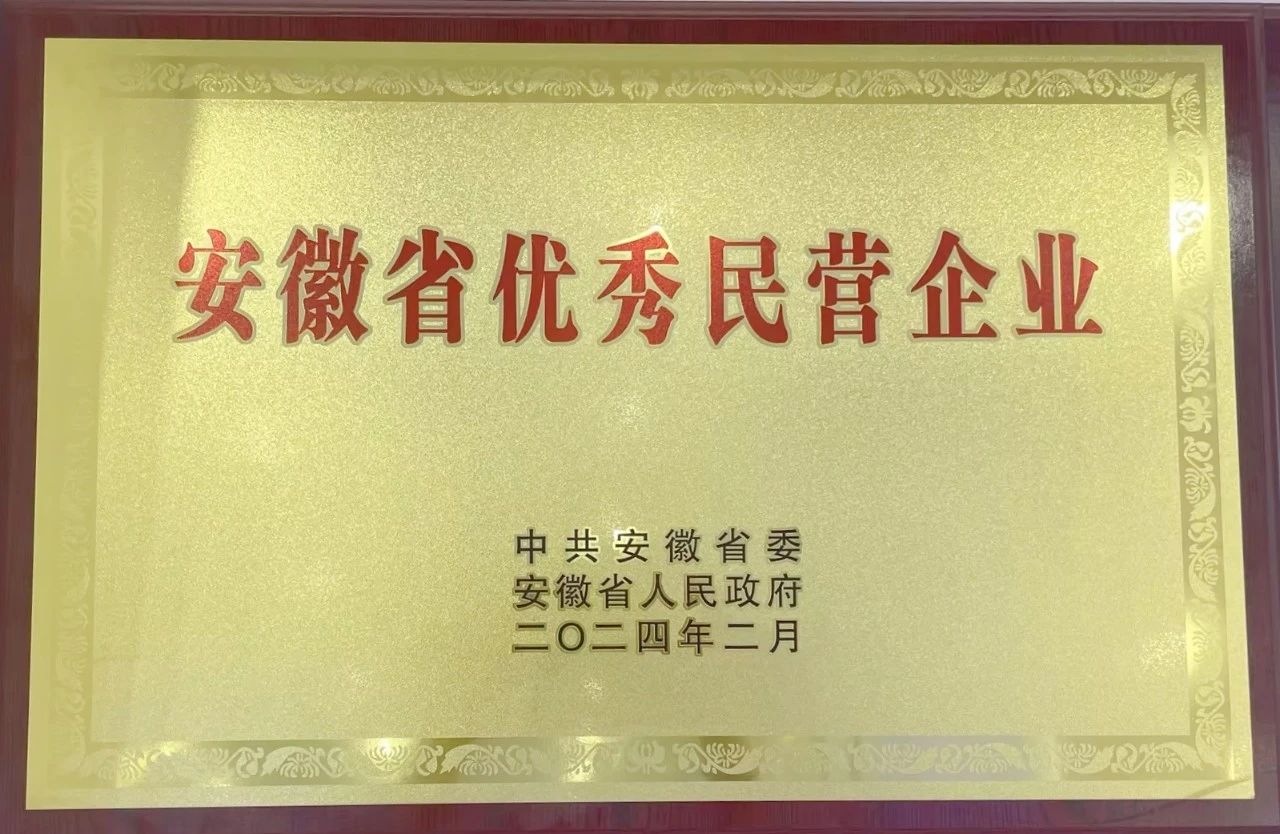 安徽省优秀民营企业
中共安徽省委
安徽省人民政府
二〇二四年二月